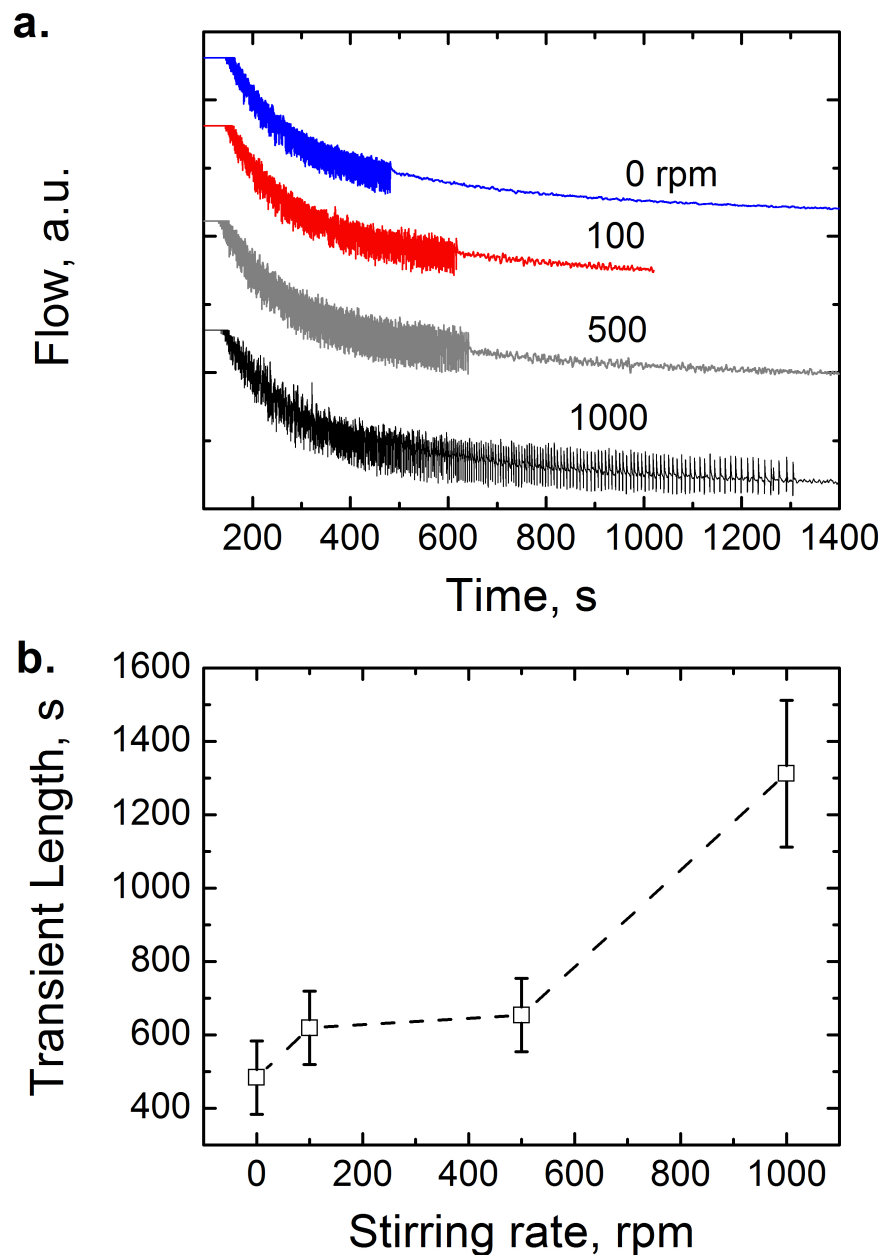 a.
Flow, a.u.
0 rpm
100
500
1000
200 400 600 800 1000 1200 1400
Time, s
b.
Transient Length, s
1600
1400
1200
1000
800
600
400
0 200 400 600 800 1000
Stirring rate, rpm